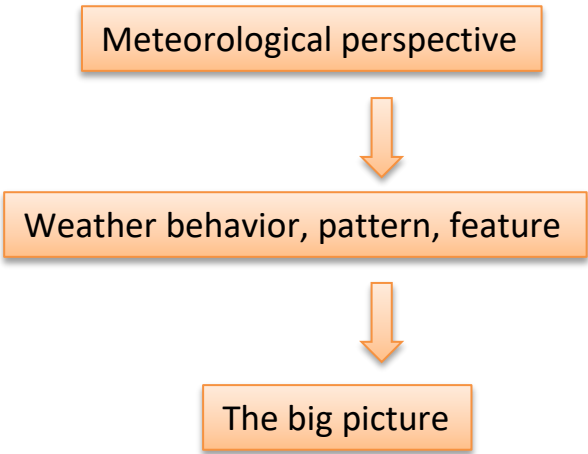 Meteorological perspective
Weather behavior, pattern, feature
The big picture